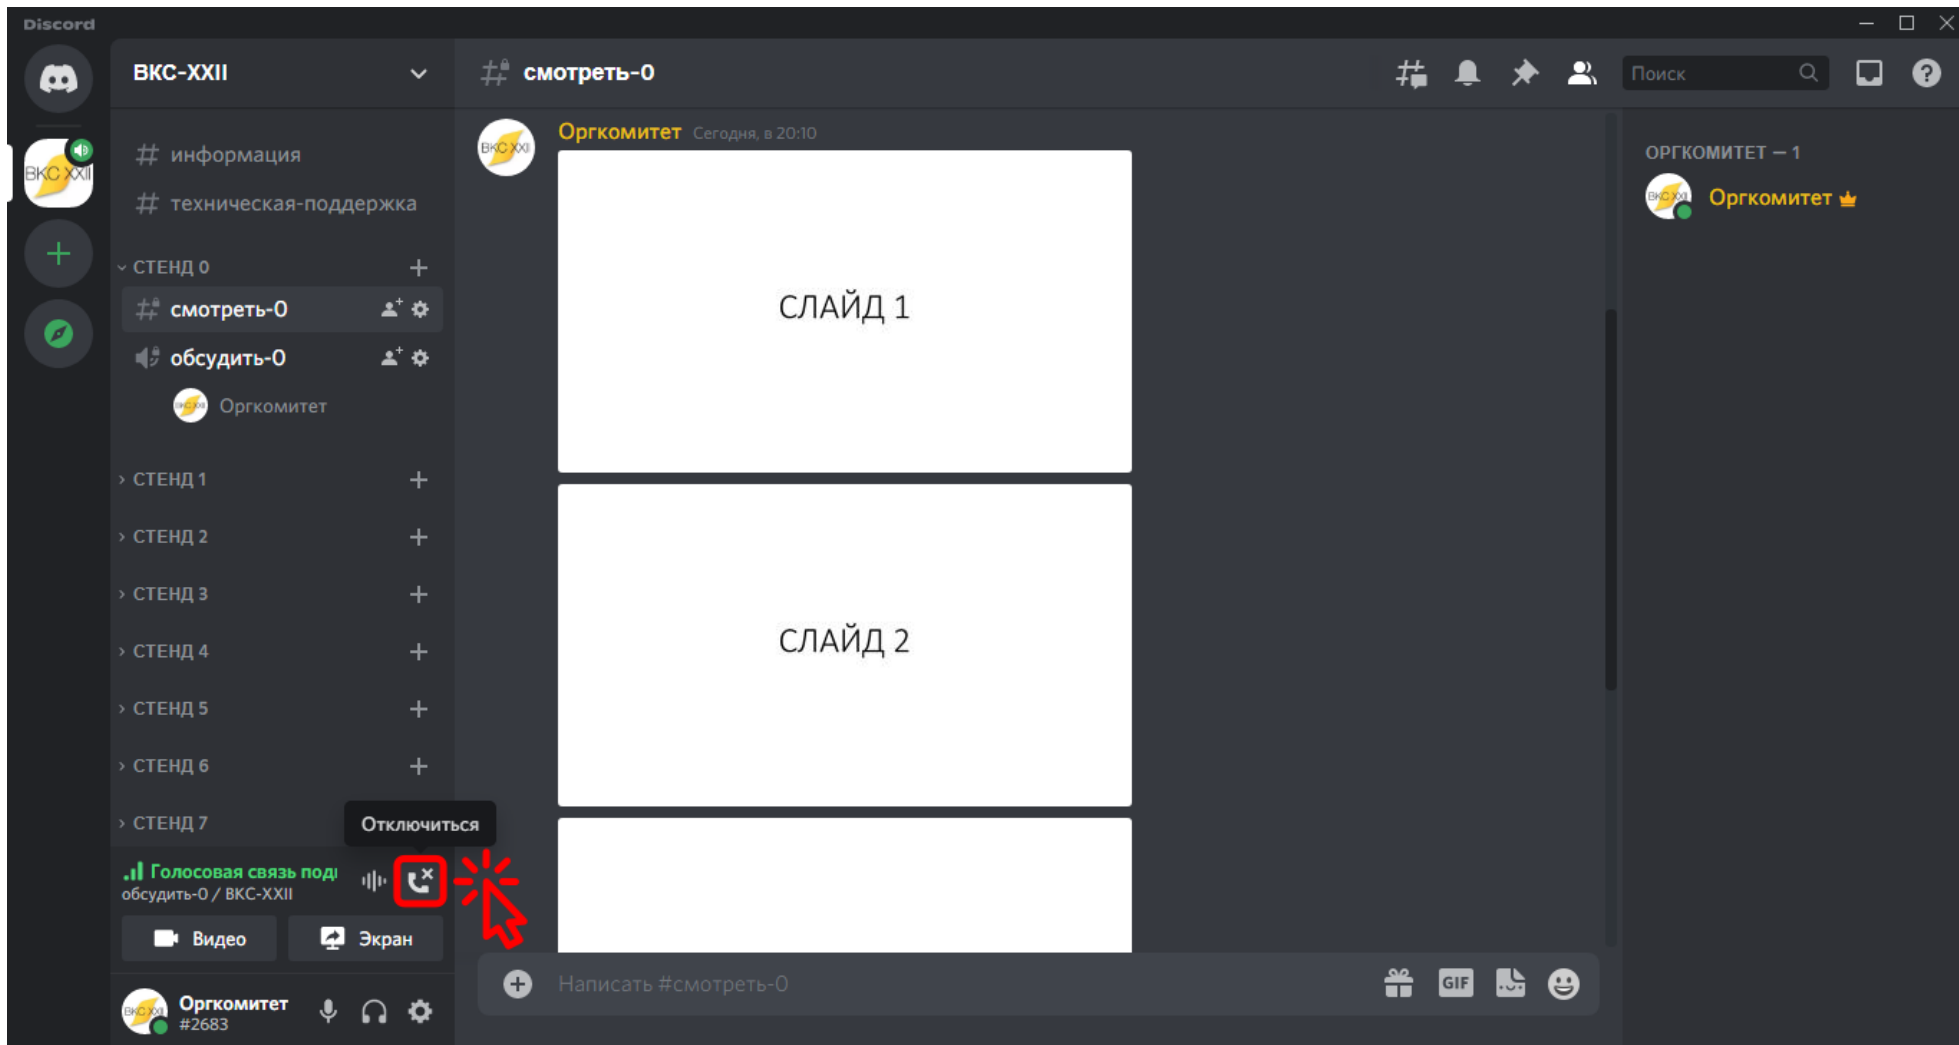 Discord
ВКС-XXII
смотреть-0
Поиск
информация
техническая-поддержка
СТЕНД 0
смотреть-0
обсудить-0
Оргкомитет
СТЕНД 1
СТЕНД 2
СТЕНД 3
СТЕНД 4
СТЕНД 5
СТЕНД 6
СТЕНД 7
Отключиться
Голосовая связь под
обсудить-0 / ВКС-XXII
Видео
Экран
Оргкомитет
#2683
ВКС XXII
Оргкомитет Сегодня, в 20:10
СЛАЙД 1
СЛАЙД 2
Написать #смотреть-0
GIF
ОРГКОМИТЕТ — 1
Оргкомитет